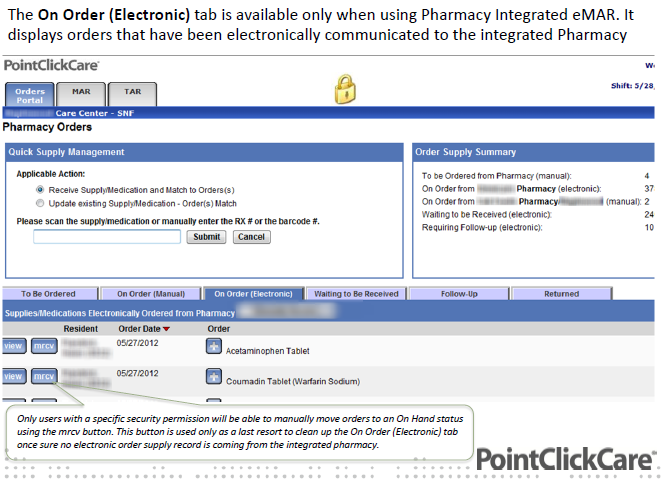 The On Order (Electronic) tab is available only when using Pharmacy Integrated eMAR. It
displays orders that have been electronically communicated to the integrated Pharmacy
PointClickCare
Orders Portal MAR TAR
Shift: 5/28,
Care Center - SNF
Pharmacy Orders
Quick Supply Management
Applicable Action:
Receive Supply/Medication and Match to Orders(s)
Update existing Supply/Medication - Order(s) Match
Please scan the supply/medication or manually enter the RX # or the barcode #.
Submit Cancel
Order Supply Summary
To be Ordered from Pharmacy (manual): 4
On Order from Pharmacy (electronic): 37
On Order from Pharmacy (manual): 2
Waiting to be Received (electronic): 24
Requiring Follow-up (electronic): 10
To Be Ordered On Order (Manual) On Order (Electronic) Waiting to Be Received Follow-Up Returned
Supplies/Medications Electronically Ordered from Pharmacy
Resident Order Date Order
view mrcv 05/27/2012 Acetaminophen Tablet
view mrcv 05/27/2012 Coumadin Tablet (Warfarin Sodium)
Only users with a specific security permission will be able to manually move orders to an On Hand status
using the mrcv button. This button is used only as a last resort to clean up the On Order (Electronic) tab
once sure no electronic order supply record is coming from the integrated pharmacy.
PointClickCare